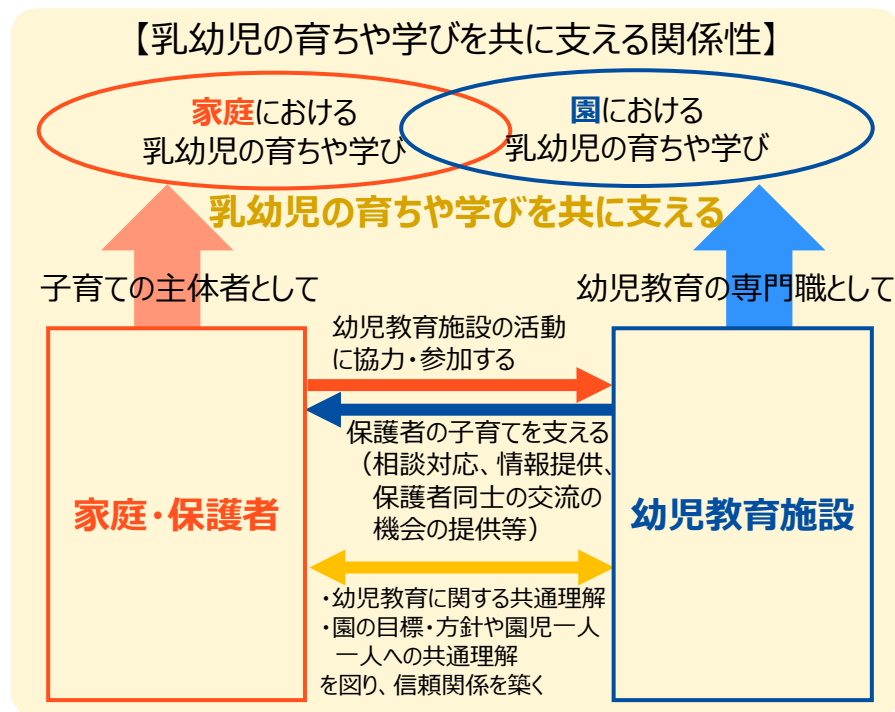 【乳幼児の育ちや学びを共に支える関係性】
家庭における
乳幼児の育ちや学び
園における
乳幼児の育ちや学び
乳幼児の育ちや学びを共に支える
子育ての主体者として
幼児教育の専門職として
幼児教育施設の活動
に協力・参加する
保護者の子育てを支える
（相談対応、情報提供、
保護者同士の交流の
機会の提供等）
家庭・保護者
幼児教育施設
・幼児教育に関する共通理解
・園の目標・方針や園児一人
一人への共通理解
を図り、信頼関係を築く